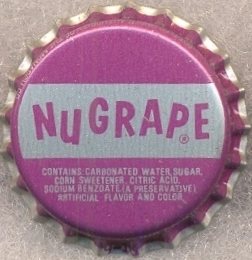 NuGRAPE®
CONTAINS: CARBONATED WATER, SUGAR,
CORN SWEETENER, CITRIC ACID,
SODIUM BENZOATE (A PRESERVATIVE)
ARTIFICIAL FLAVOR AND COLOR